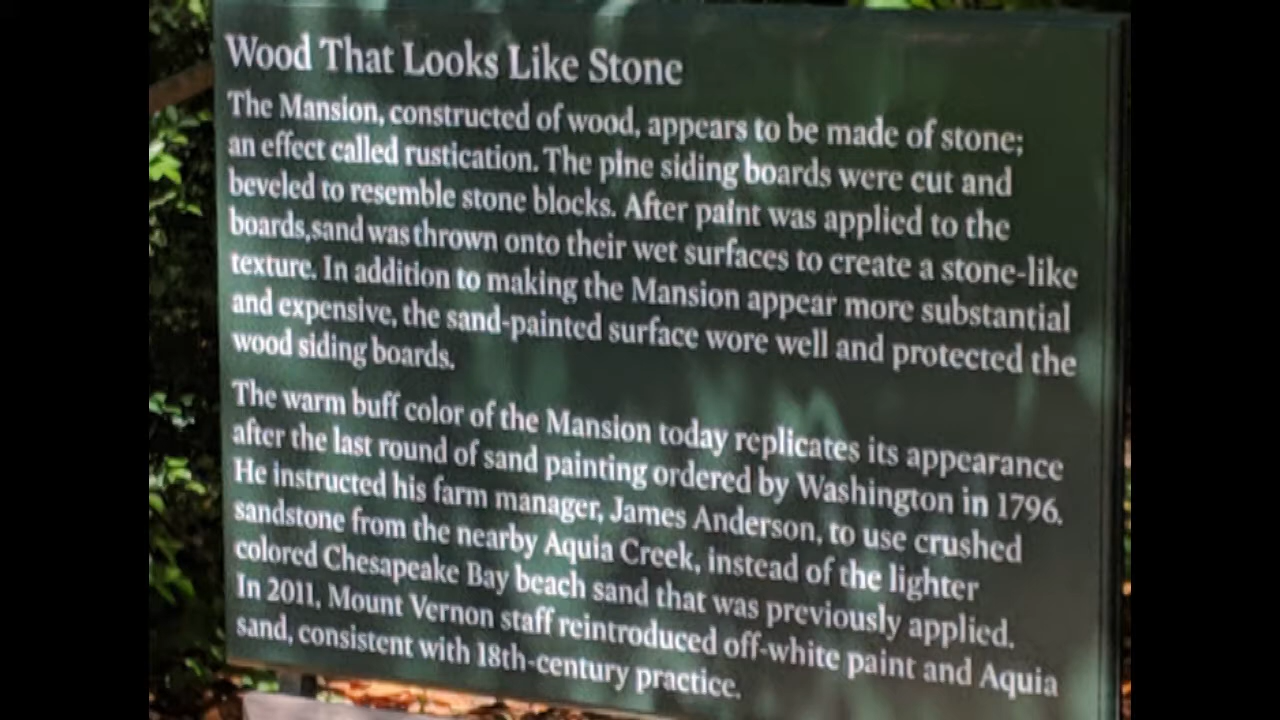 Wood That Looks Like Stone
The Mansion, constructed of wood, appears to be made of stone;
an effect called rustication. The pine siding boards were cut and
beveled to resemble stone blocks. After paint was applied to the
boards,sand was thrown onto their wet surfaces to create a stone-like
texture. In addition to making the Mansion appear more substantial
and expensive, the sand-painted surface wore well and protected the
wood siding boards.
The warm buff color of the Mansion today replicates its appearance
after the last round of sand painting ordered by Washington in 1796.
He instructed his farm manager, James Anderson, to use crushed
sandstone from the nearby Aquia Creek, instead of the lighter
colored Chesapeake Bay beach sand that was previously applied.
In 2011, Mount Vernon staff reintroduced off-white paint and Aquia
sand, consistent with 18th-century practice.